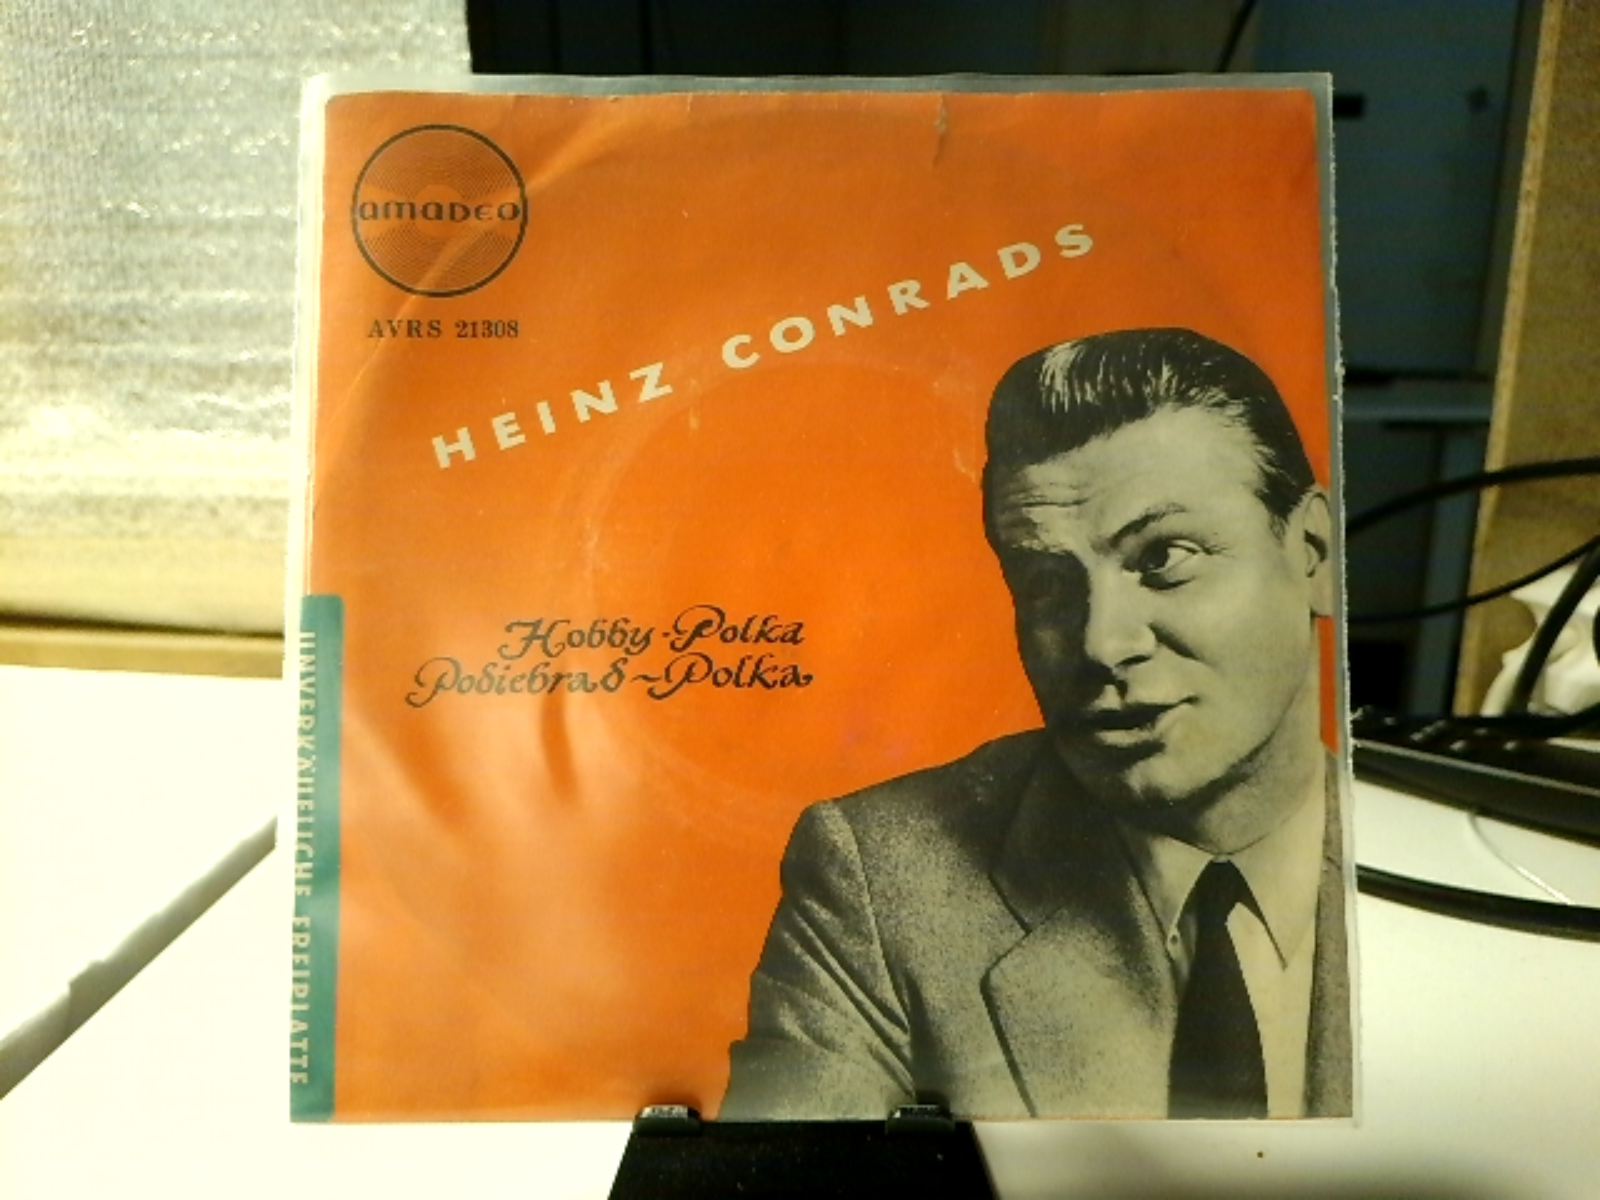 amadeo
AVRS 21308
HEINZ CONRADS
Hobby-Polka
Podiebrad-Polka
UNVERKÄUFLICHE FREIPLATTE